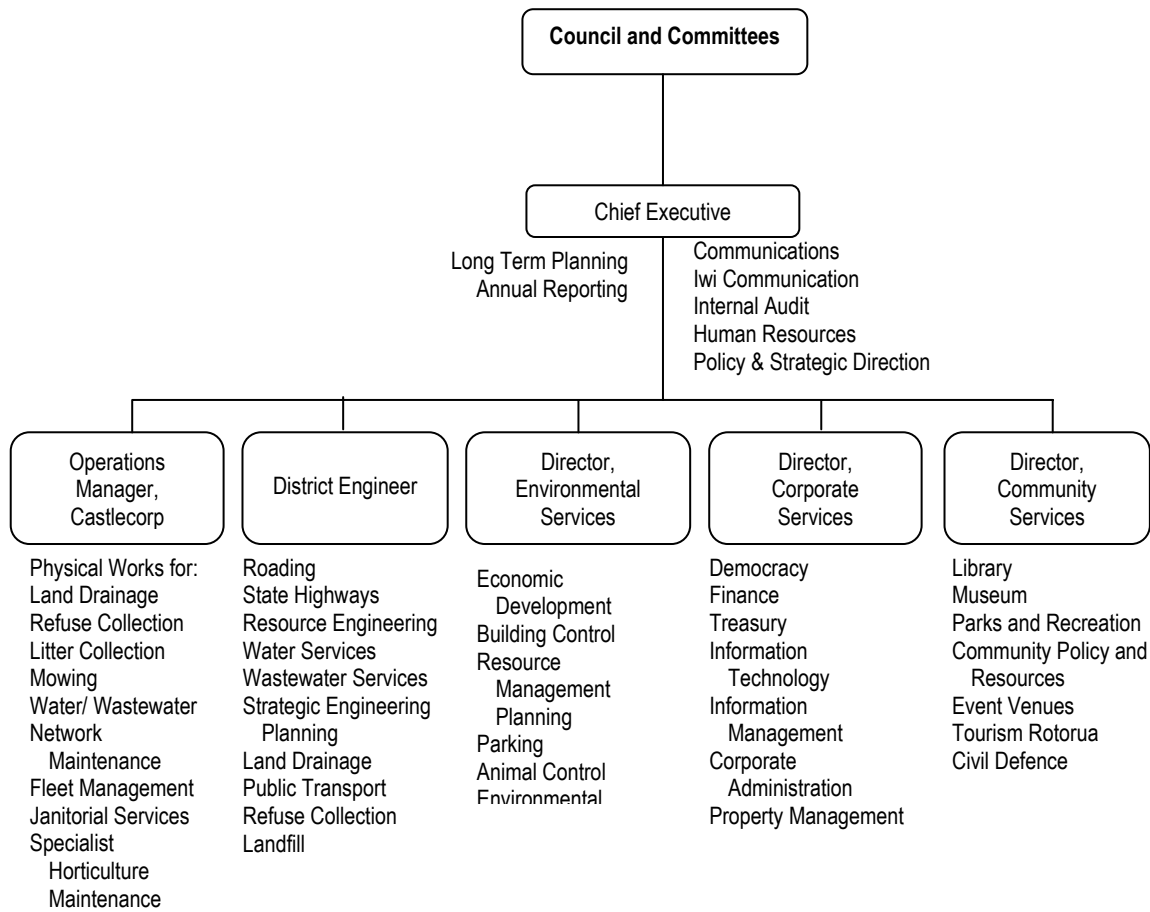 Council and Committees
Chief Executive
Long Term Planning
Annual Reporting
Communications
Iwi Communication
Internal Audit
Human Resources
Policy & Strategic Direction
Operations
Manager,
Castlecorp
Physical Works for:
Land Drainage
Refuse Collection
Litter Collection
Mowing
Water/ Wastewater
Network
Maintenance
Fleet Management
Janitorial Services
Specialist
Horticulture
Maintenance
District Engineer
Roading
State Highways
Resource Engineering
Water Services
Wastewater Services
Strategic Engineering
Planning
Land Drainage
Public Transport
Refuse Collection
Landfill
Director,
Environmental
Services
Economic
Development
Building Control
Resource
Management
Planning
Parking
Animal Control
Environmental
Director,
Corporate
Services
Democracy
Finance
Treasury
Information
Technology
Information
Management
Corporate
Administration
Property Management
Director,
Community
Services
Library
Museum
Parks and Recreation
Community Policy and
Resources
Event Venues
Tourism Rotorua
Civil Defence